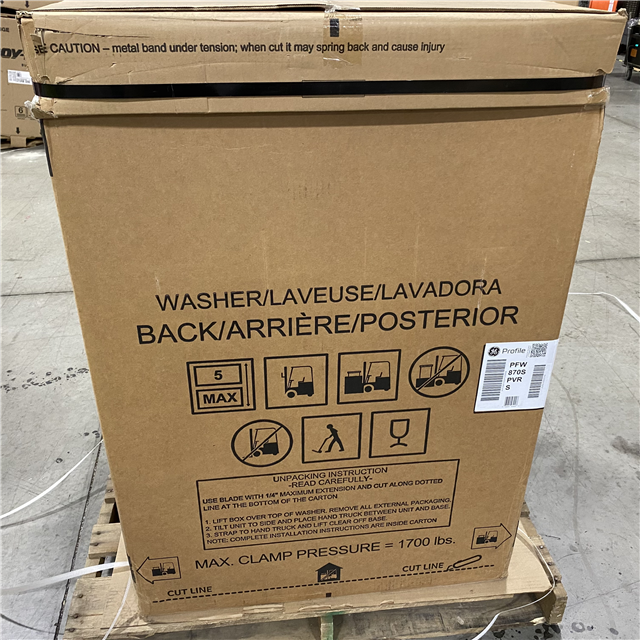 CAUTION – metal band under tension; when cut it may spring back and cause injury
WASHER/LAVEUSE/LAVADORA
BACK/ARRIÈRE/POSTERIOR
GE Profile
PFW
870S
PVR
S
5
MAX
UNPACKING INSTRUCTION
-READ CAREFULLY-
USE BLADE WITH 1/4" MAXIMUM EXTENSION AND CUT ALONG DOTTED
LINE AT THE BOTTOM OF THE CARTON
1. LIFT BOX OVER TOP OF WASHER. REMOVE ALL EXTERNAL PACKAGING.
2. TILT UNIT TO SIDE AND PLACE HAND TRUCK BETWEEN UNIT AND BASE.
3. STRAP TO HAND TRUCK AND LIFT CLEAR OFF BASE.
NOTE: COMPLETE INSTALLATION INSTRUCTIONS ARE INSIDE CARTON
MAX. CLAMP PRESSURE = 1700 lbs.
CUT LINE
CUT LINE